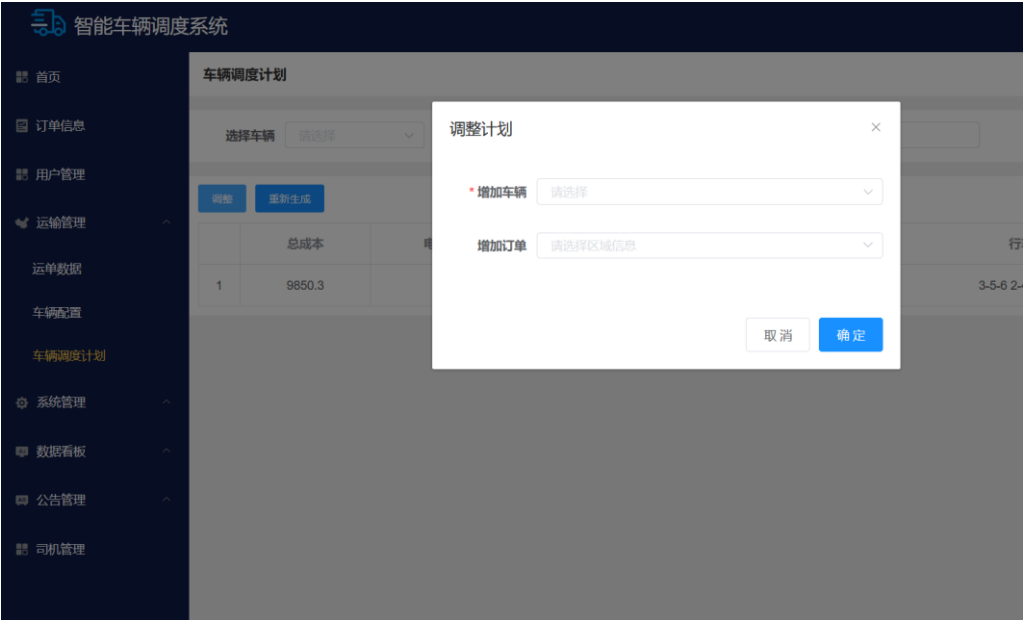 智能车辆调度系统
首页
订单信息
用户管理
运输管理
运单数据
车辆配置
车辆调度计划
系统管理
数据看板
公告管理
司机管理
车辆调度计划
选择车辆 请选择
调整 重新生成
总成本
1 9850.3 3-5-6 2-
调整计划
* 增加车辆 请选择
增加订单 请选择区域信息
取消 确定